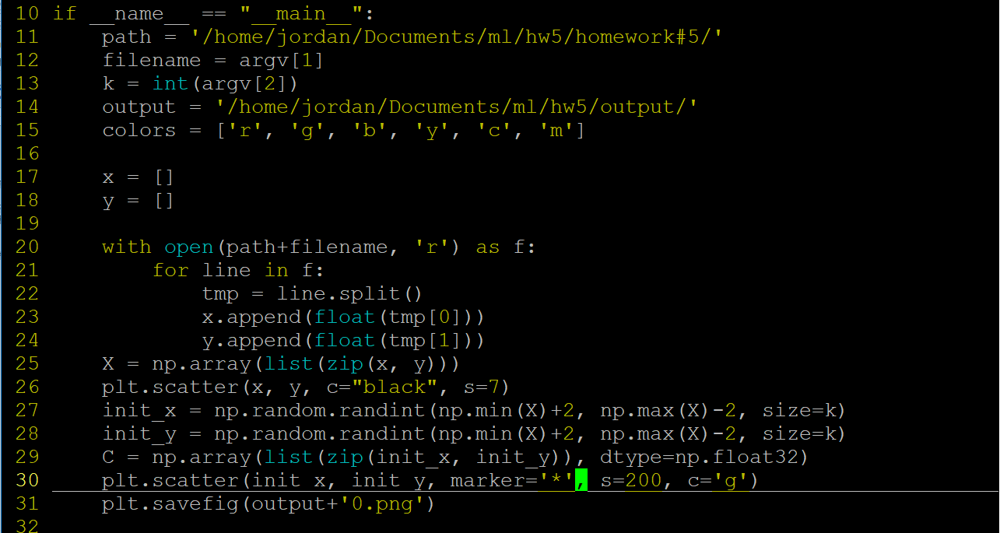 10 if __name__ == "__main__":
11     path = '/home/jordan/Documents/ml/hw5/homework#5/'
12     filename = argv[1]
13     k = int(argv[2])
14     output = '/home/jordan/Documents/ml/hw5/output/'
15     colors = ['r', 'g', 'b', 'y', 'c', 'm']
16
17     x = []
18     y = []
19
20     with open(path+filename, 'r') as f:
21         for line in f:
22             tmp = line.split()
23             x.append(float(tmp[0]))
24             y.append(float(tmp[1]))
25     X = np.array(list(zip(x, y)))
26     plt.scatter(x, y, c="black", s=7)
27     init_x = np.random.randint(np.min(X)+2, np.max(X)-2, size=k)
28     init_y = np.random.randint(np.min(X)+2, np.max(X)-2, size=k)
29     C = np.array(list(zip(init_x, init_y)), dtype=np.float32)
30     plt.scatter(init_x, init_y, marker='*', s=200, c='g')
31     plt.savefig(output+'0.png')
32